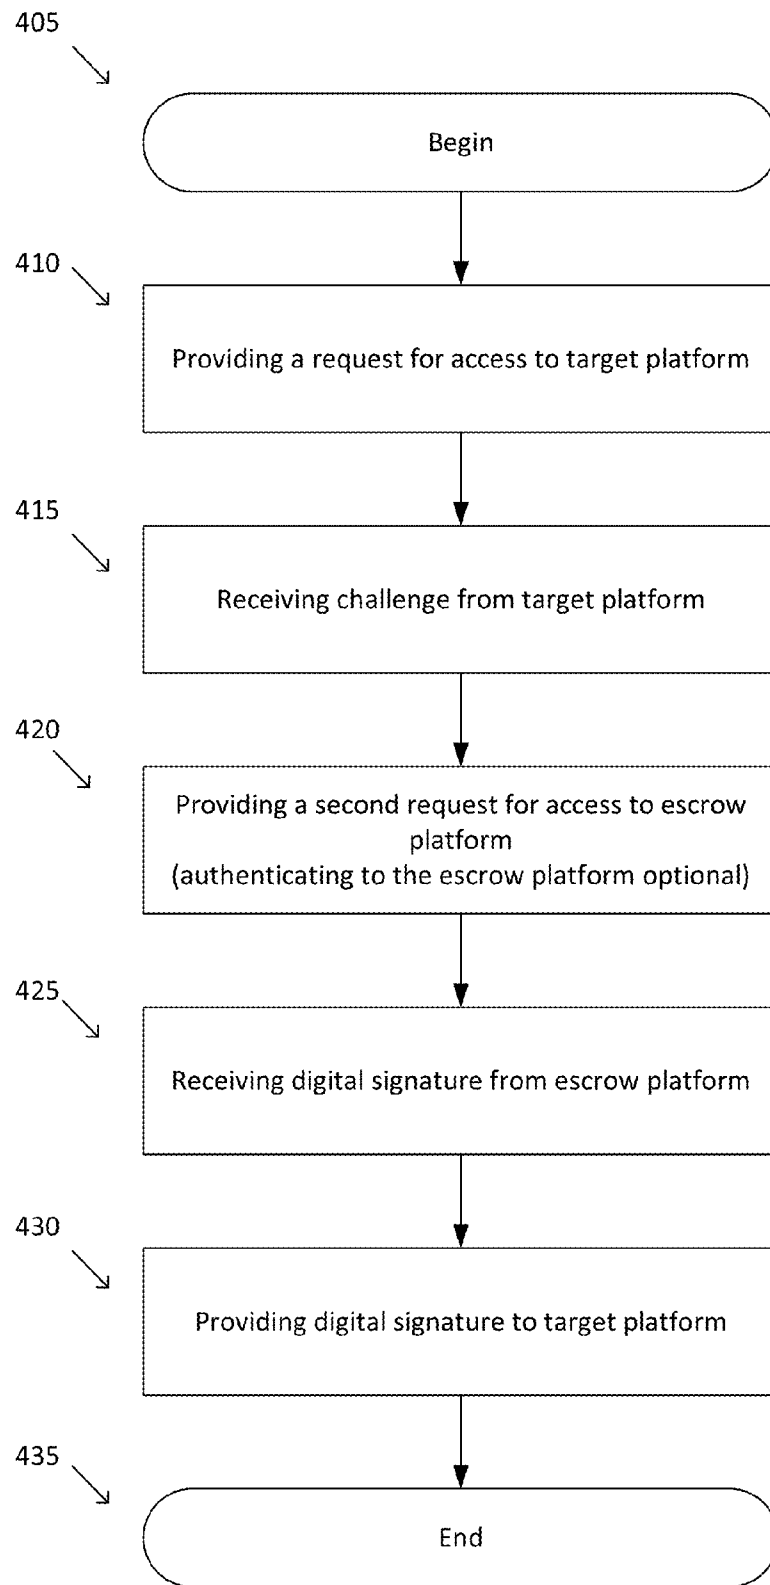 405
Begin
410
Providing a request for access to target platform
415
Receiving challenge from target platform
420
Providing a second request for access to escrow
platform
(authenticating to the escrow platform optional)
425
Receiving digital signature from escrow platform
430
Providing digital signature to target platform
435
End